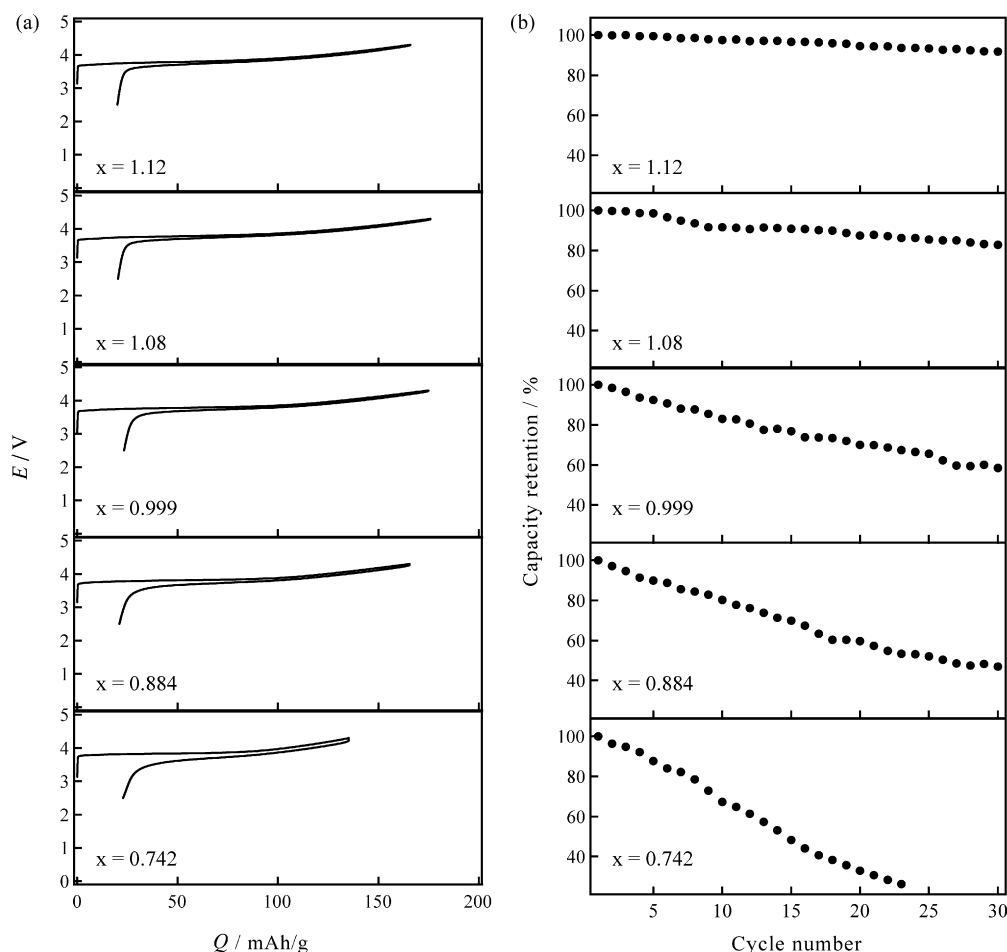 (a)
5
4
3
2
1
x = 1.12
5
4
3
2
1
x = 1.08
5
4
3
2
1
x = 0.999
5
4
3
2
1
x = 0.884
5
4
3
2
1
0
x = 0.742
E / V
0 50 100 150 200
Q / mAh/g
(b)
100
80
60
40
x = 1.12
100
80
60
40
x = 1.08
100
80
60
40
x = 0.999
100
80
60
40
x = 0.884
100
80
60
40
x = 0.742
Capacity retention / %
5 10 15 20 25 30
Cycle number